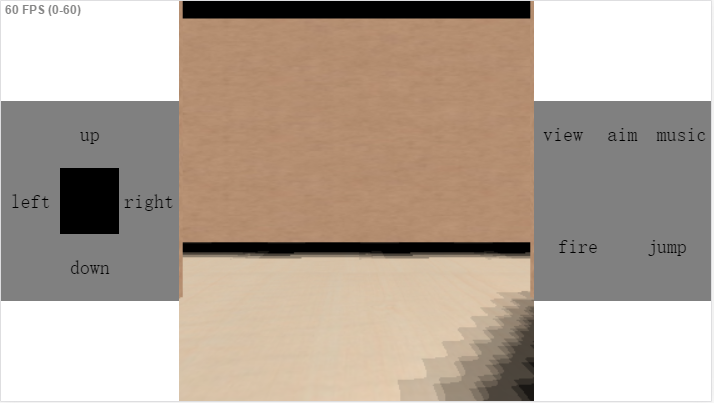 60 FPS (0-60)
up
view aim music
left right
fire jump
down